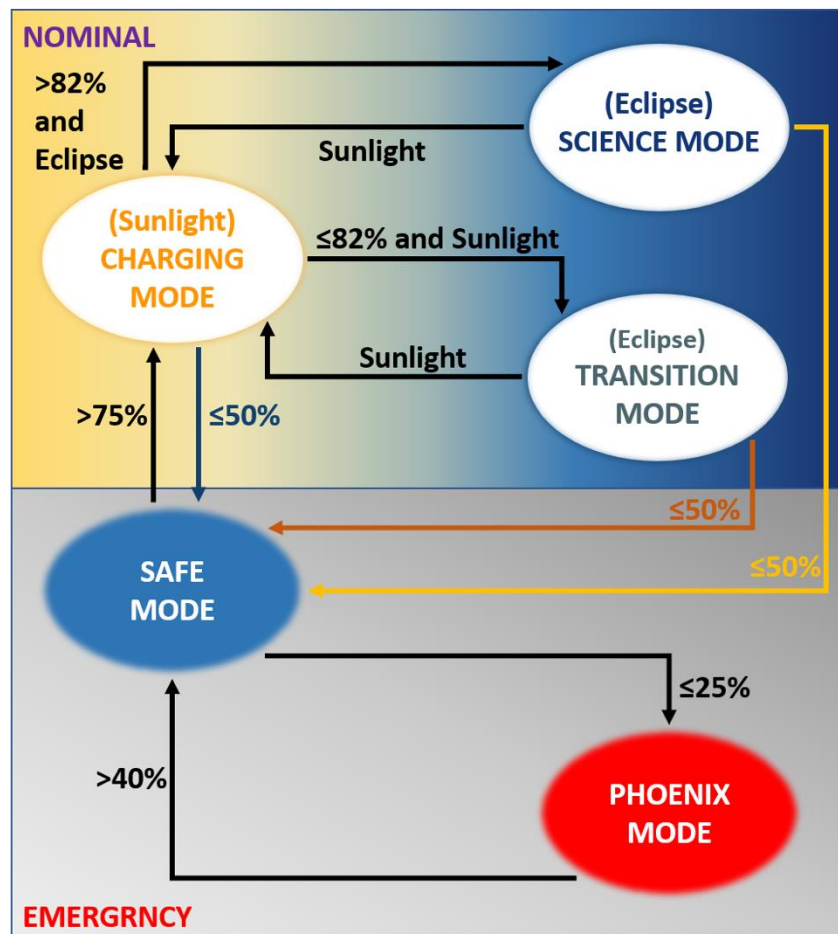 NOMINAL
>82%
and
Eclipse
(Eclipse)
SCIENCE MODE
Sunlight
(Sunlight)
CHARGING
MODE
≤82% and Sunlight
(Eclipse)
TRANSITION
MODE
Sunlight
>75%
≤50%
≤50%
≤50%
SAFE
MODE
≤25%
>40%
PHOENIX
MODE
EMERGRNCY